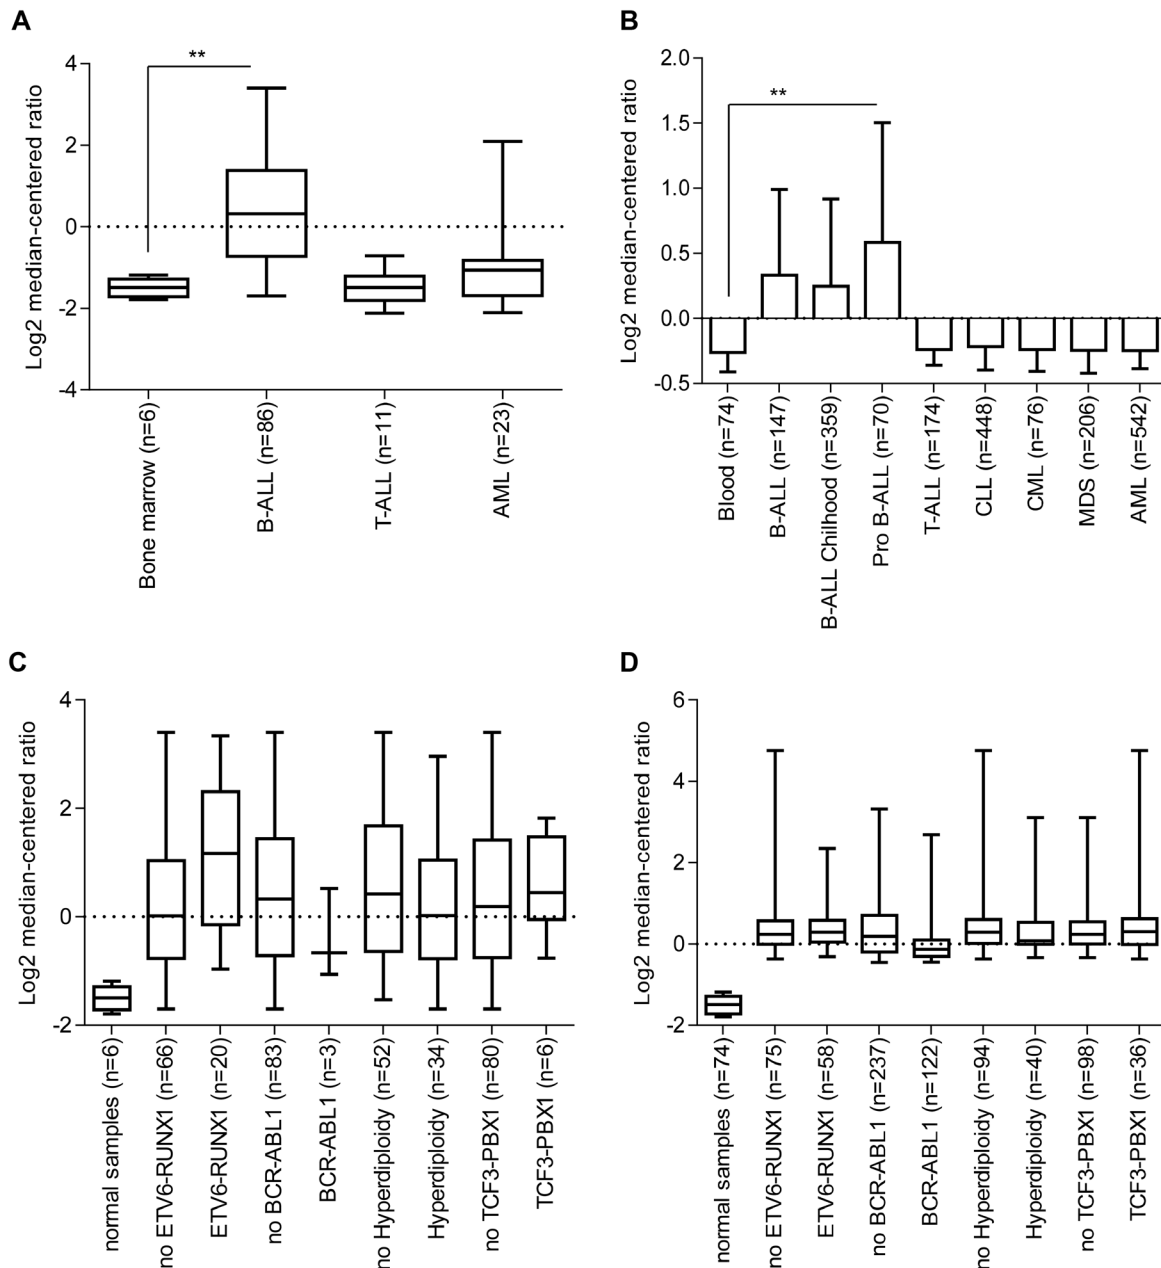 A
Log2 median-centered ratio
4
2
0
-2
-4
**
Bone marrow (n=6)
B-ALL (n=86)
T-ALL (n=11)
AML (n=23)
B
Log2 median-centered ratio
2.0
1.5
1.0
0.5
0.0
-0.5
**
Blood (n=74)
B-ALL (n=147)
B-ALL Chilhood (n=359)
Pro B-ALL (n=70)
T-ALL (n=174)
CLL (n=448)
CML (n=76)
MDS (n=206)
AML (n=542)
C
Log2 median-centered ratio
4
2
0
-2
normal samples (n=6)
no ETV6-RUNX1 (n=66)
ETV6-RUNX1 (n=20)
no BCR-ABL1 (n=83)
BCR-ABL1 (n=3)
no Hyperdiploidy (n=52)
Hyperdiploidy (n=34)
no TCF3-PBX1 (n=80)
TCF3-PBX1 (n=6)
D
Log2 median-centered ratio
6
4
2
0
-2
normal samples (n=74)
no ETV6-RUNX1 (n=75)
ETV6-RUNX1 (n=58)
no BCR-ABL1 (n=237)
BCR-ABL1 (n=122)
no Hyperdiploidy (n=94)
Hyperdiploidy (n=40)
no TCF3-PBX1 (n=98)
TCF3-PBX1 (n=36)